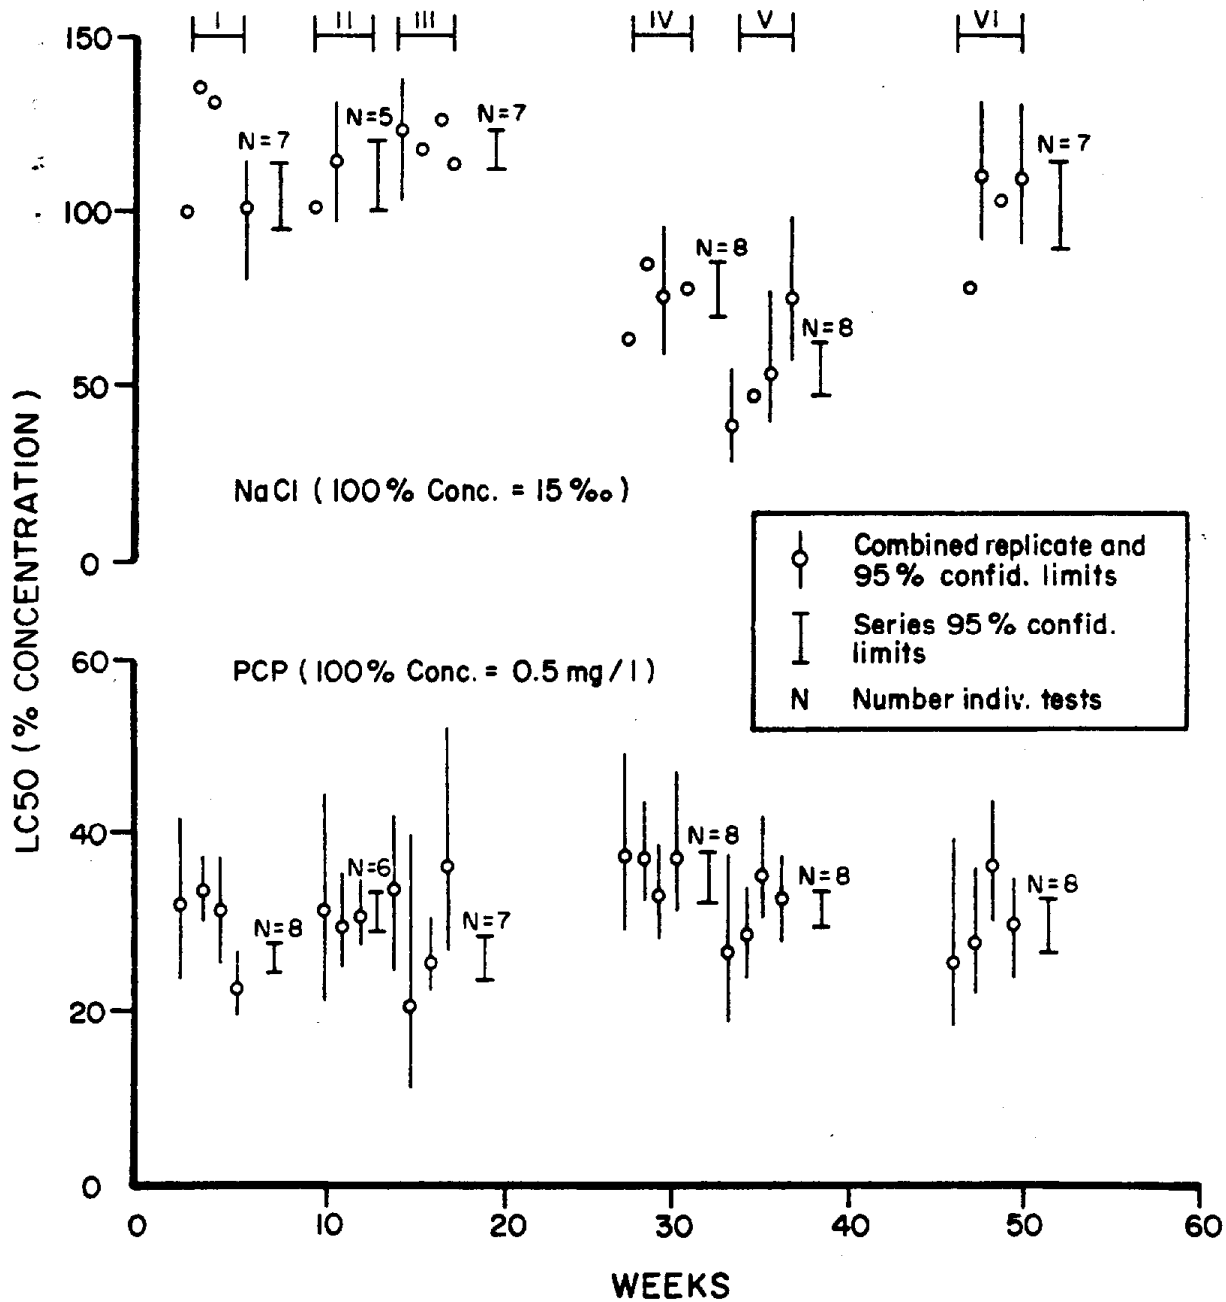 I II III IV V VI
150
N=7 N=5 N=7 N=7
100
N=8
N=8
50
NaCl (100% Conc. = 15‰)
0
Combined replicate and
95% confid. limits
Series 95% confid.
limits
N Number indiv. tests
LC50 (% CONCENTRATION)
60
PCP (100% Conc. = 0.5 mg/l)
40
N=8 N=6 N=7 N=8 N=8 N=8
20
0
0 10 20 30 40 50 60
WEEKS